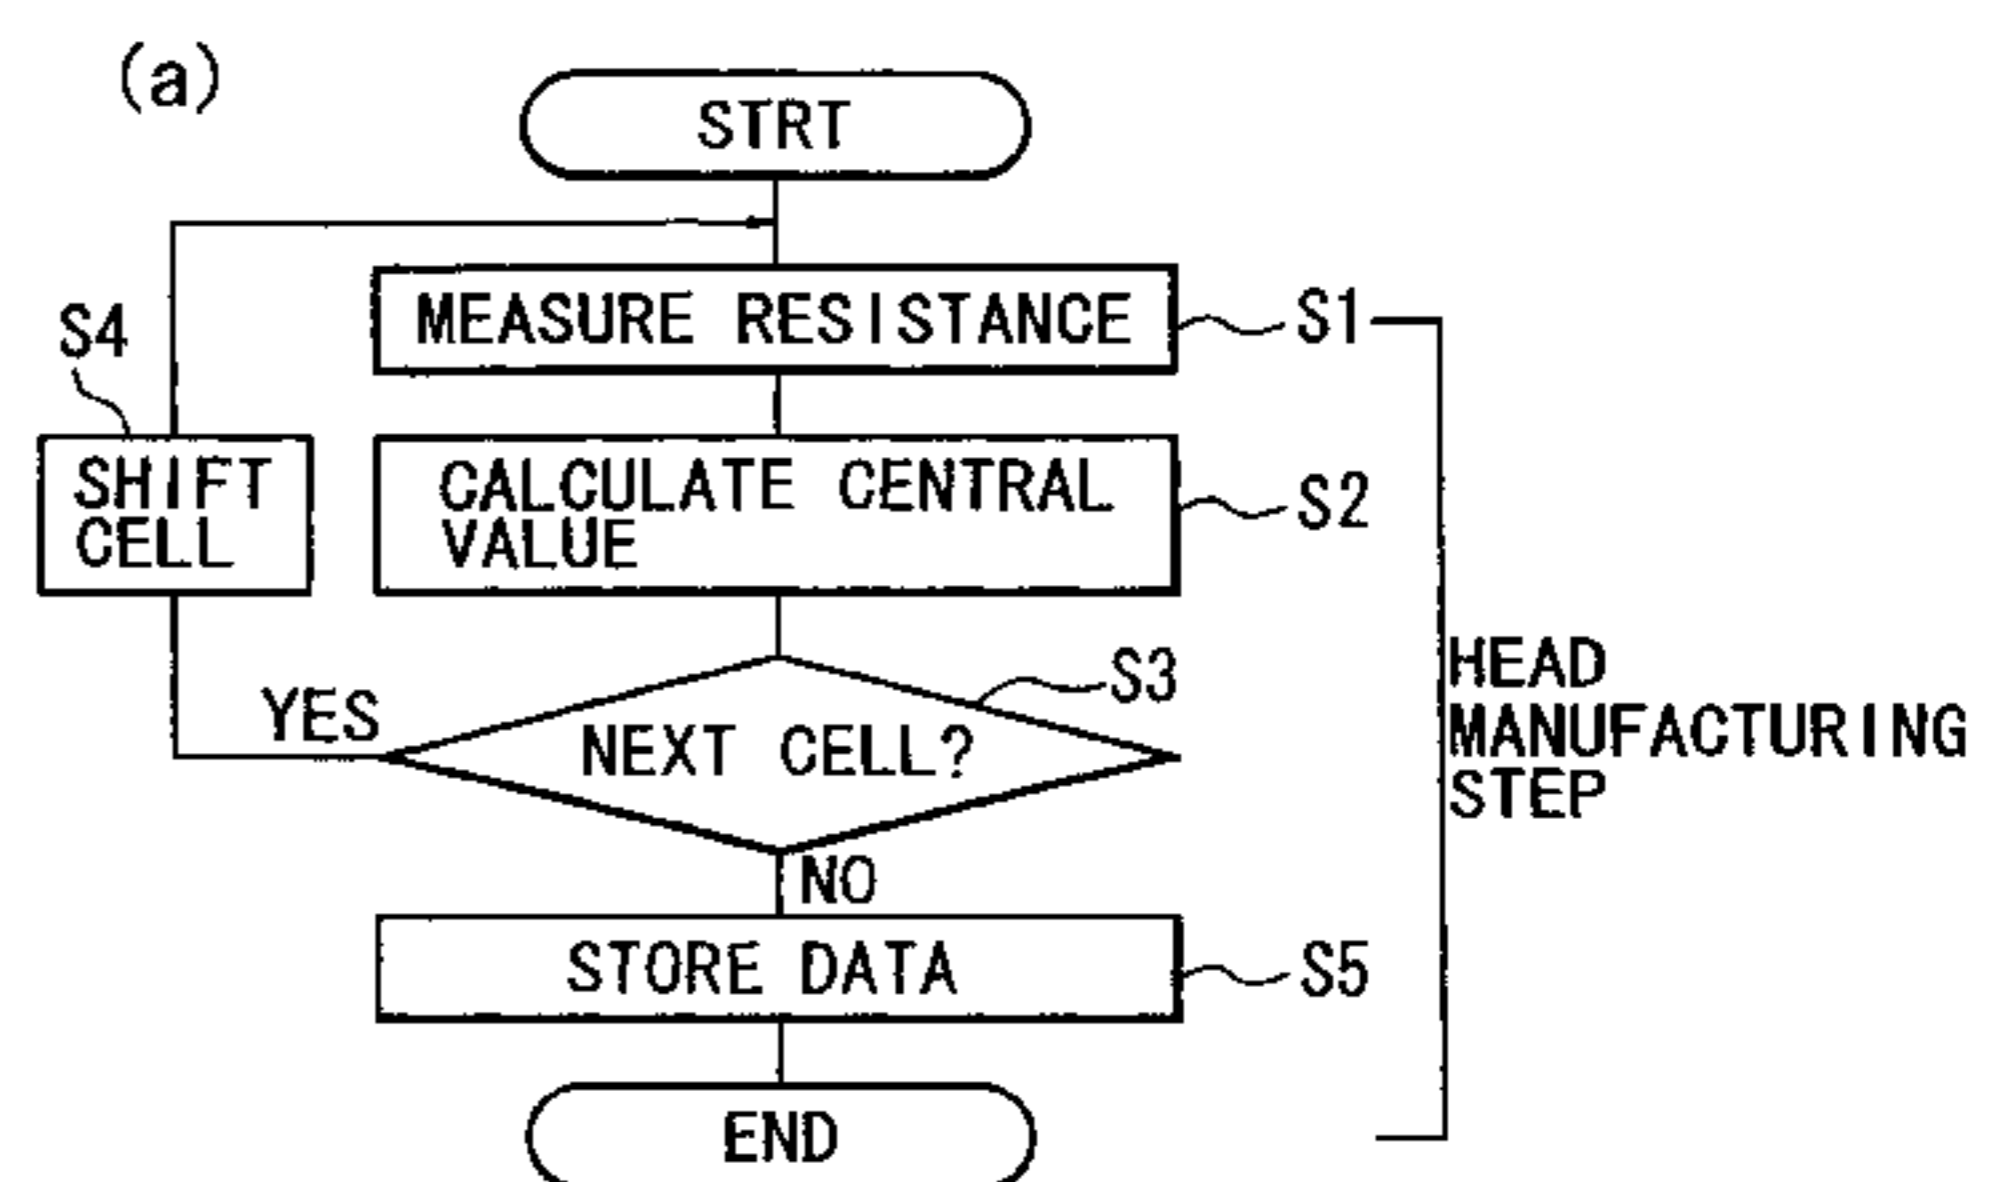 (a)
STRT
MEASURE RESISTANCE
S1
S4
SHIFT
CELL
CALCULATE CENTRAL
VALUE
S2
S3
YES
NEXT CELL?
HEAD
MANUFACTURING
STEP
NO
STORE DATA
S5
END